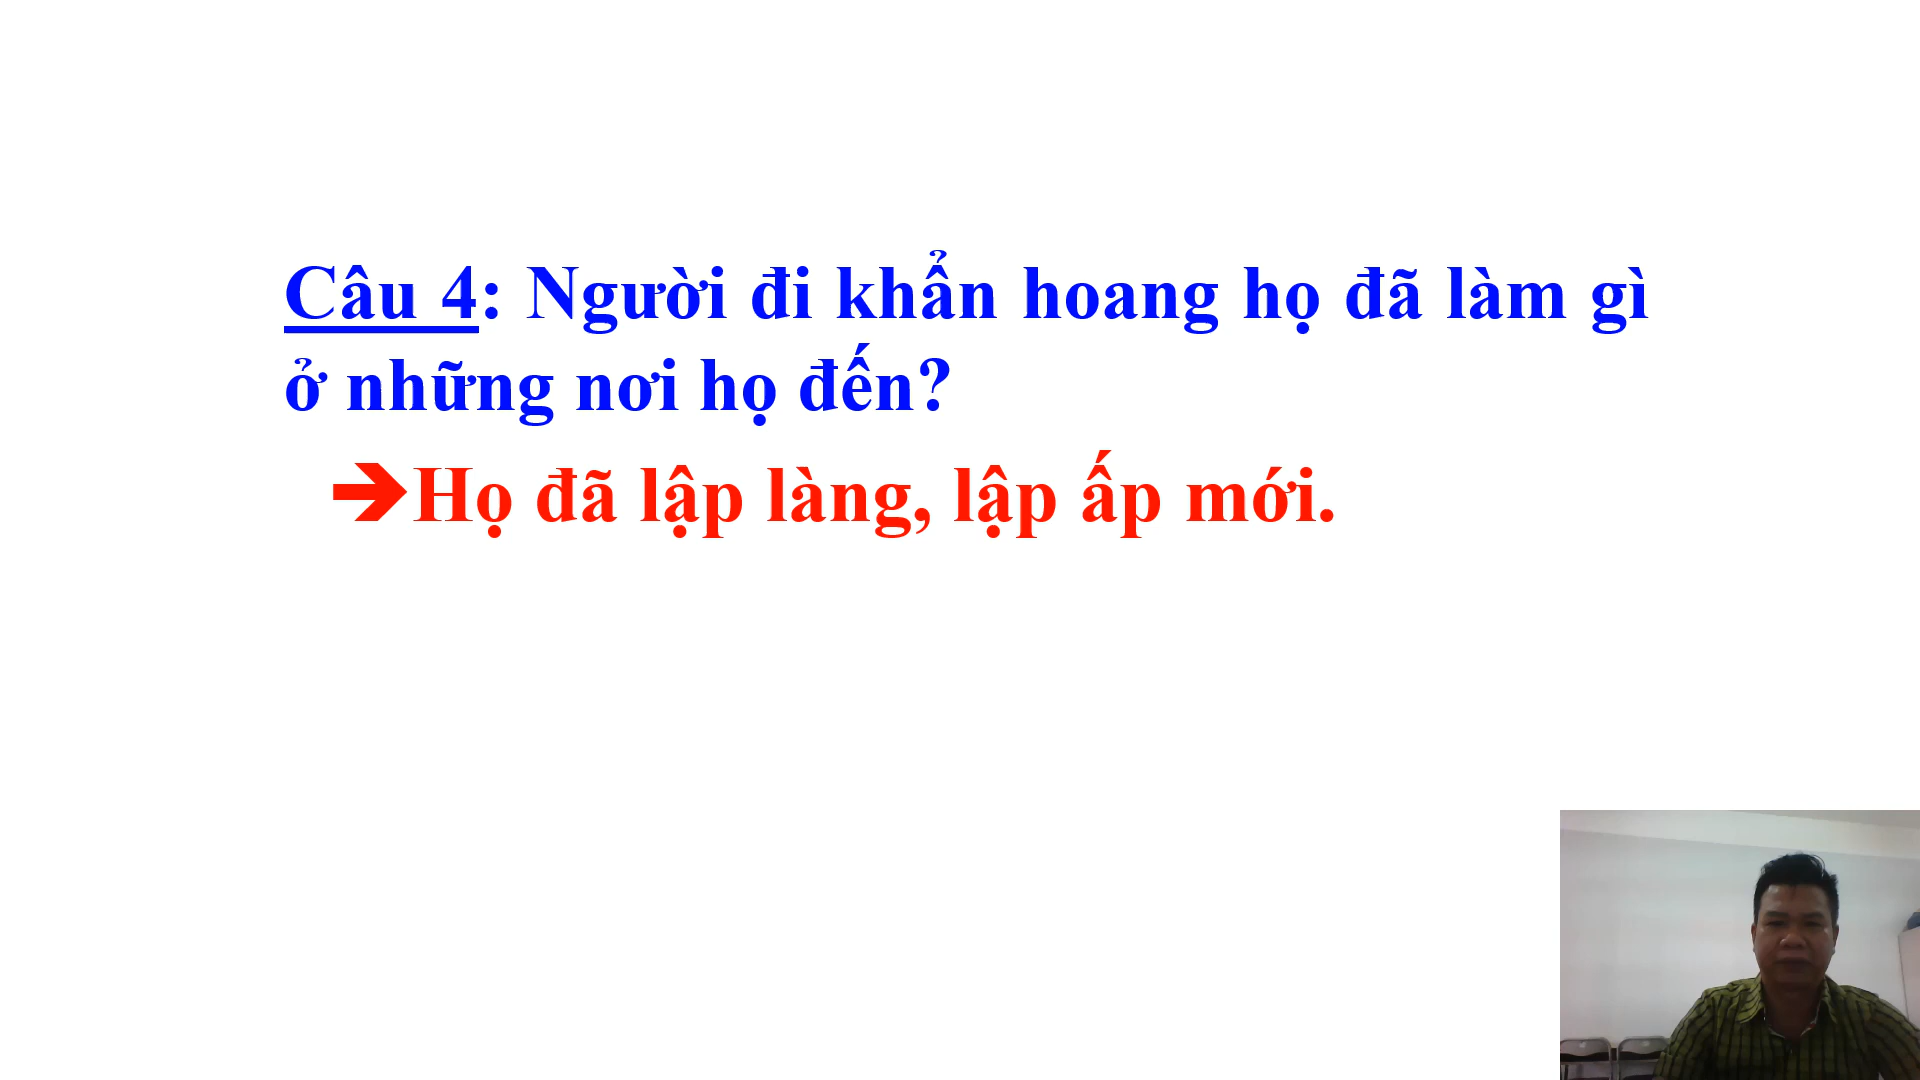 Câu 4: Người đi khẩn hoang họ đã làm gì
ở những nơi họ đến?
➔Họ đã lập làng, lập ấp mới.